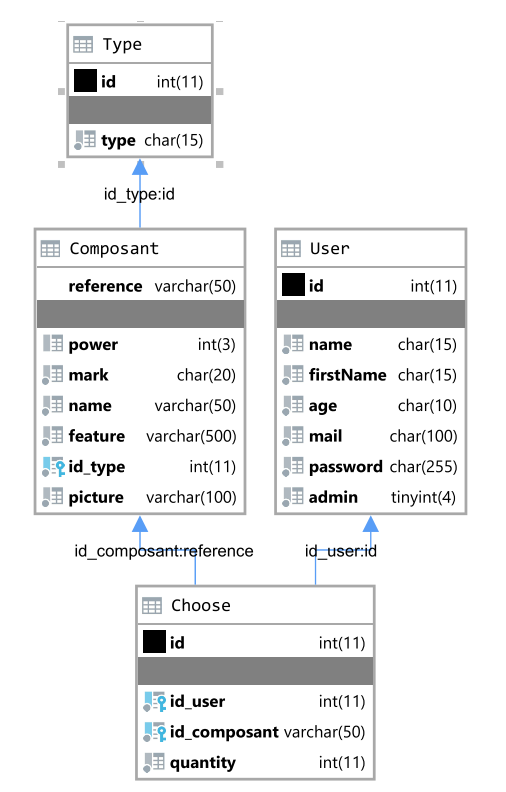 Type
id int(11)
type char(15)
id_type:id
Composant
reference varchar(50)
power int(3)
mark char(20)
name varchar(50)
feature varchar(500)
id_type int(11)
picture varchar(100)
User
id int(11)
name char(15)
firstName char(15)
age char(10)
mail char(100)
password char(255)
admin tinyint(4)
id_composant:reference
id_user:id
Choose
id int(11)
id_user int(11)
id_composant varchar(50)
quantity int(11)